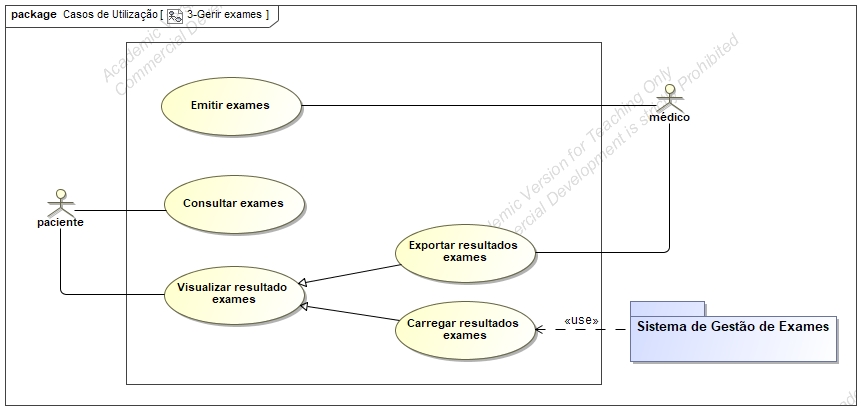 package Casos de Utilização [ 3-Gerir exames ]
Academic Version for Teaching Only
Commercial Development is strictly Prohibited
Emitir exames
médico
Consultar exames
paciente
Exportar resultados
exames
Visualizar resultado
exames
Carregar resultados
exames
«use»
Sistema de Gestão de Exames